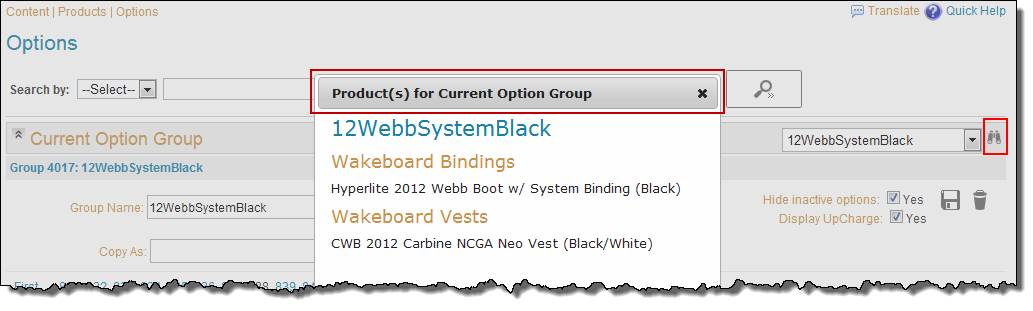 Content | Products | Options
Translate
Quick Help
Options
Search by:
--Select--
Product(s) for Current Option Group
12WebbSystemBlack
Current Option Group
12WebbSystemBlack
Group 4017: 12WebbSystemBlack
Wakeboard Bindings
Hyperlite 2012 Webb Boot w/ System Binding (Black)
Group Name:
12WebbSystemBlack
Hide inactive options:
Yes
Wakeboard Vests
Display UpCharge:
Yes
Copy As:
CWB 2012 Carbine NCGA Neo Vest (Black/White)
First